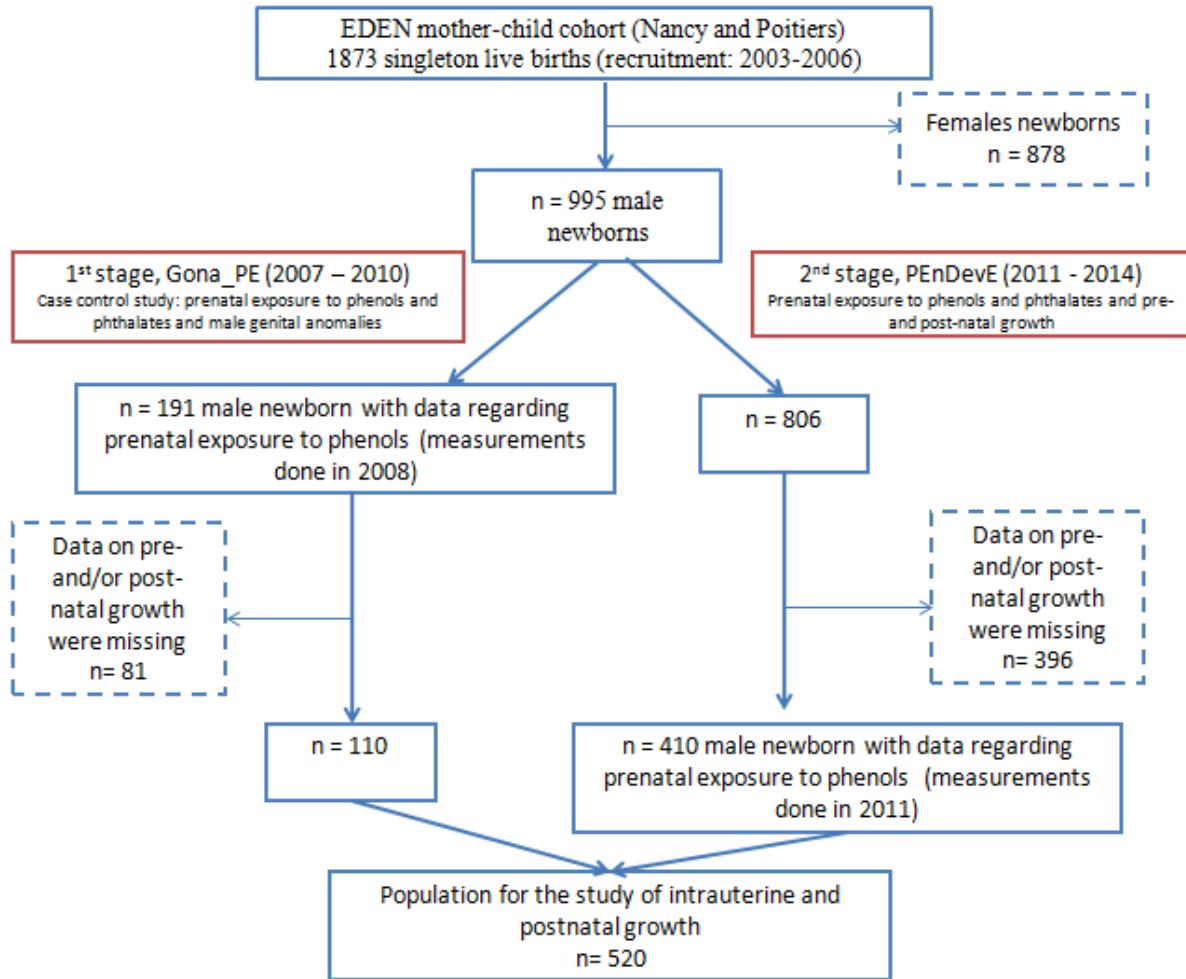 EDEN mother-child cohort (Nancy and Poitiers)
1873 singleton live births (recruitment: 2003-2006)
Females newborns
n = 878
n = 995 male
newborns
1st stage, Gona_PE (2007 – 2010)
Case control study: prenatal exposure to phenols and
phthalates and male genital anomalies
2nd stage, PEnDevE (2011 - 2014)
Prenatal exposure to phenols and phthalates and pre-
and post-natal growth
n = 191 male newborn with data regarding
prenatal exposure to phenols (measurements
done in 2008)
n = 806
Data on pre-
and/or post-
natal growth
were missing
n= 81
Data on pre-
and/or post-
natal growth
were missing
n= 396
n = 110
n = 410 male newborn with data regarding
prenatal exposure to phenols (measurements
done in 2011)
Population for the study of intrauterine and
postnatal growth
n= 520